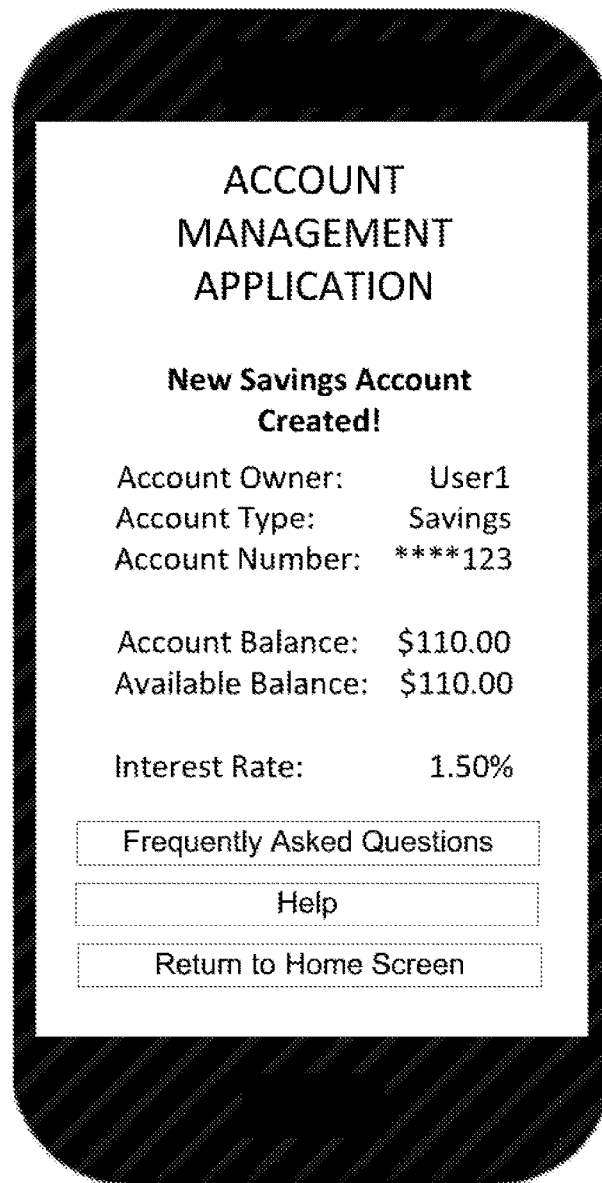 ACCOUNT
MANAGEMENT
APPLICATION
New Savings Account
Created!
Account Owner: User1
Account Type: Savings
Account Number: ****123
Account Balance: $110.00
Available Balance: $110.00
Interest Rate: 1.50%
Frequently Asked Questions
Help
Return to Home Screen